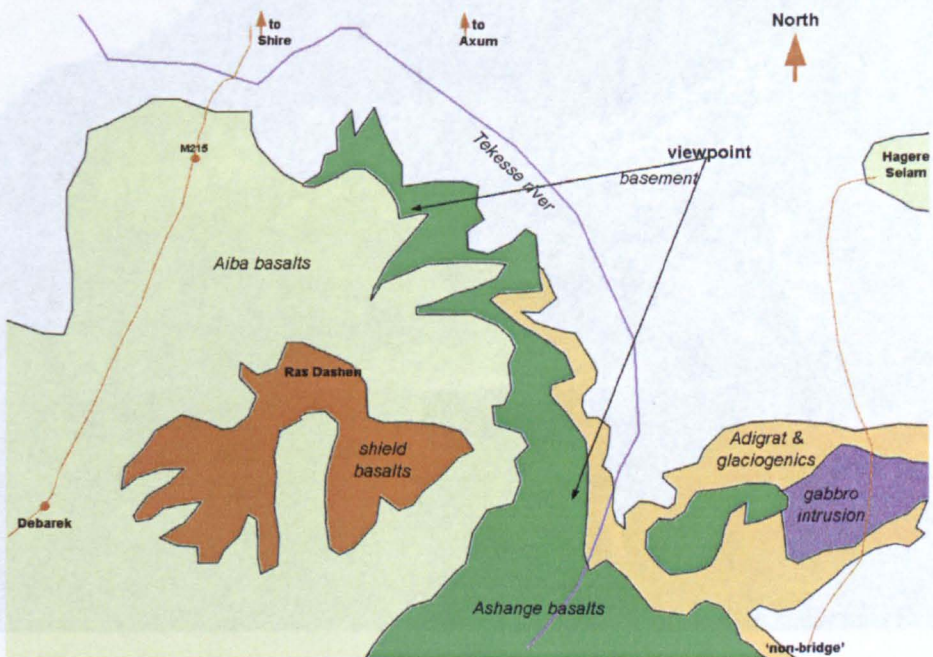 to
Shire
to
Axum
North
M215
Tekesse river
viewpoint
basement
Hagere
Selam
Aiba basalts
Ras Dashen
shield
basalts
Adigrat &
glaciogenics
gabbro
intrusion
Debarek
Ashange basalts
'non-bridge'